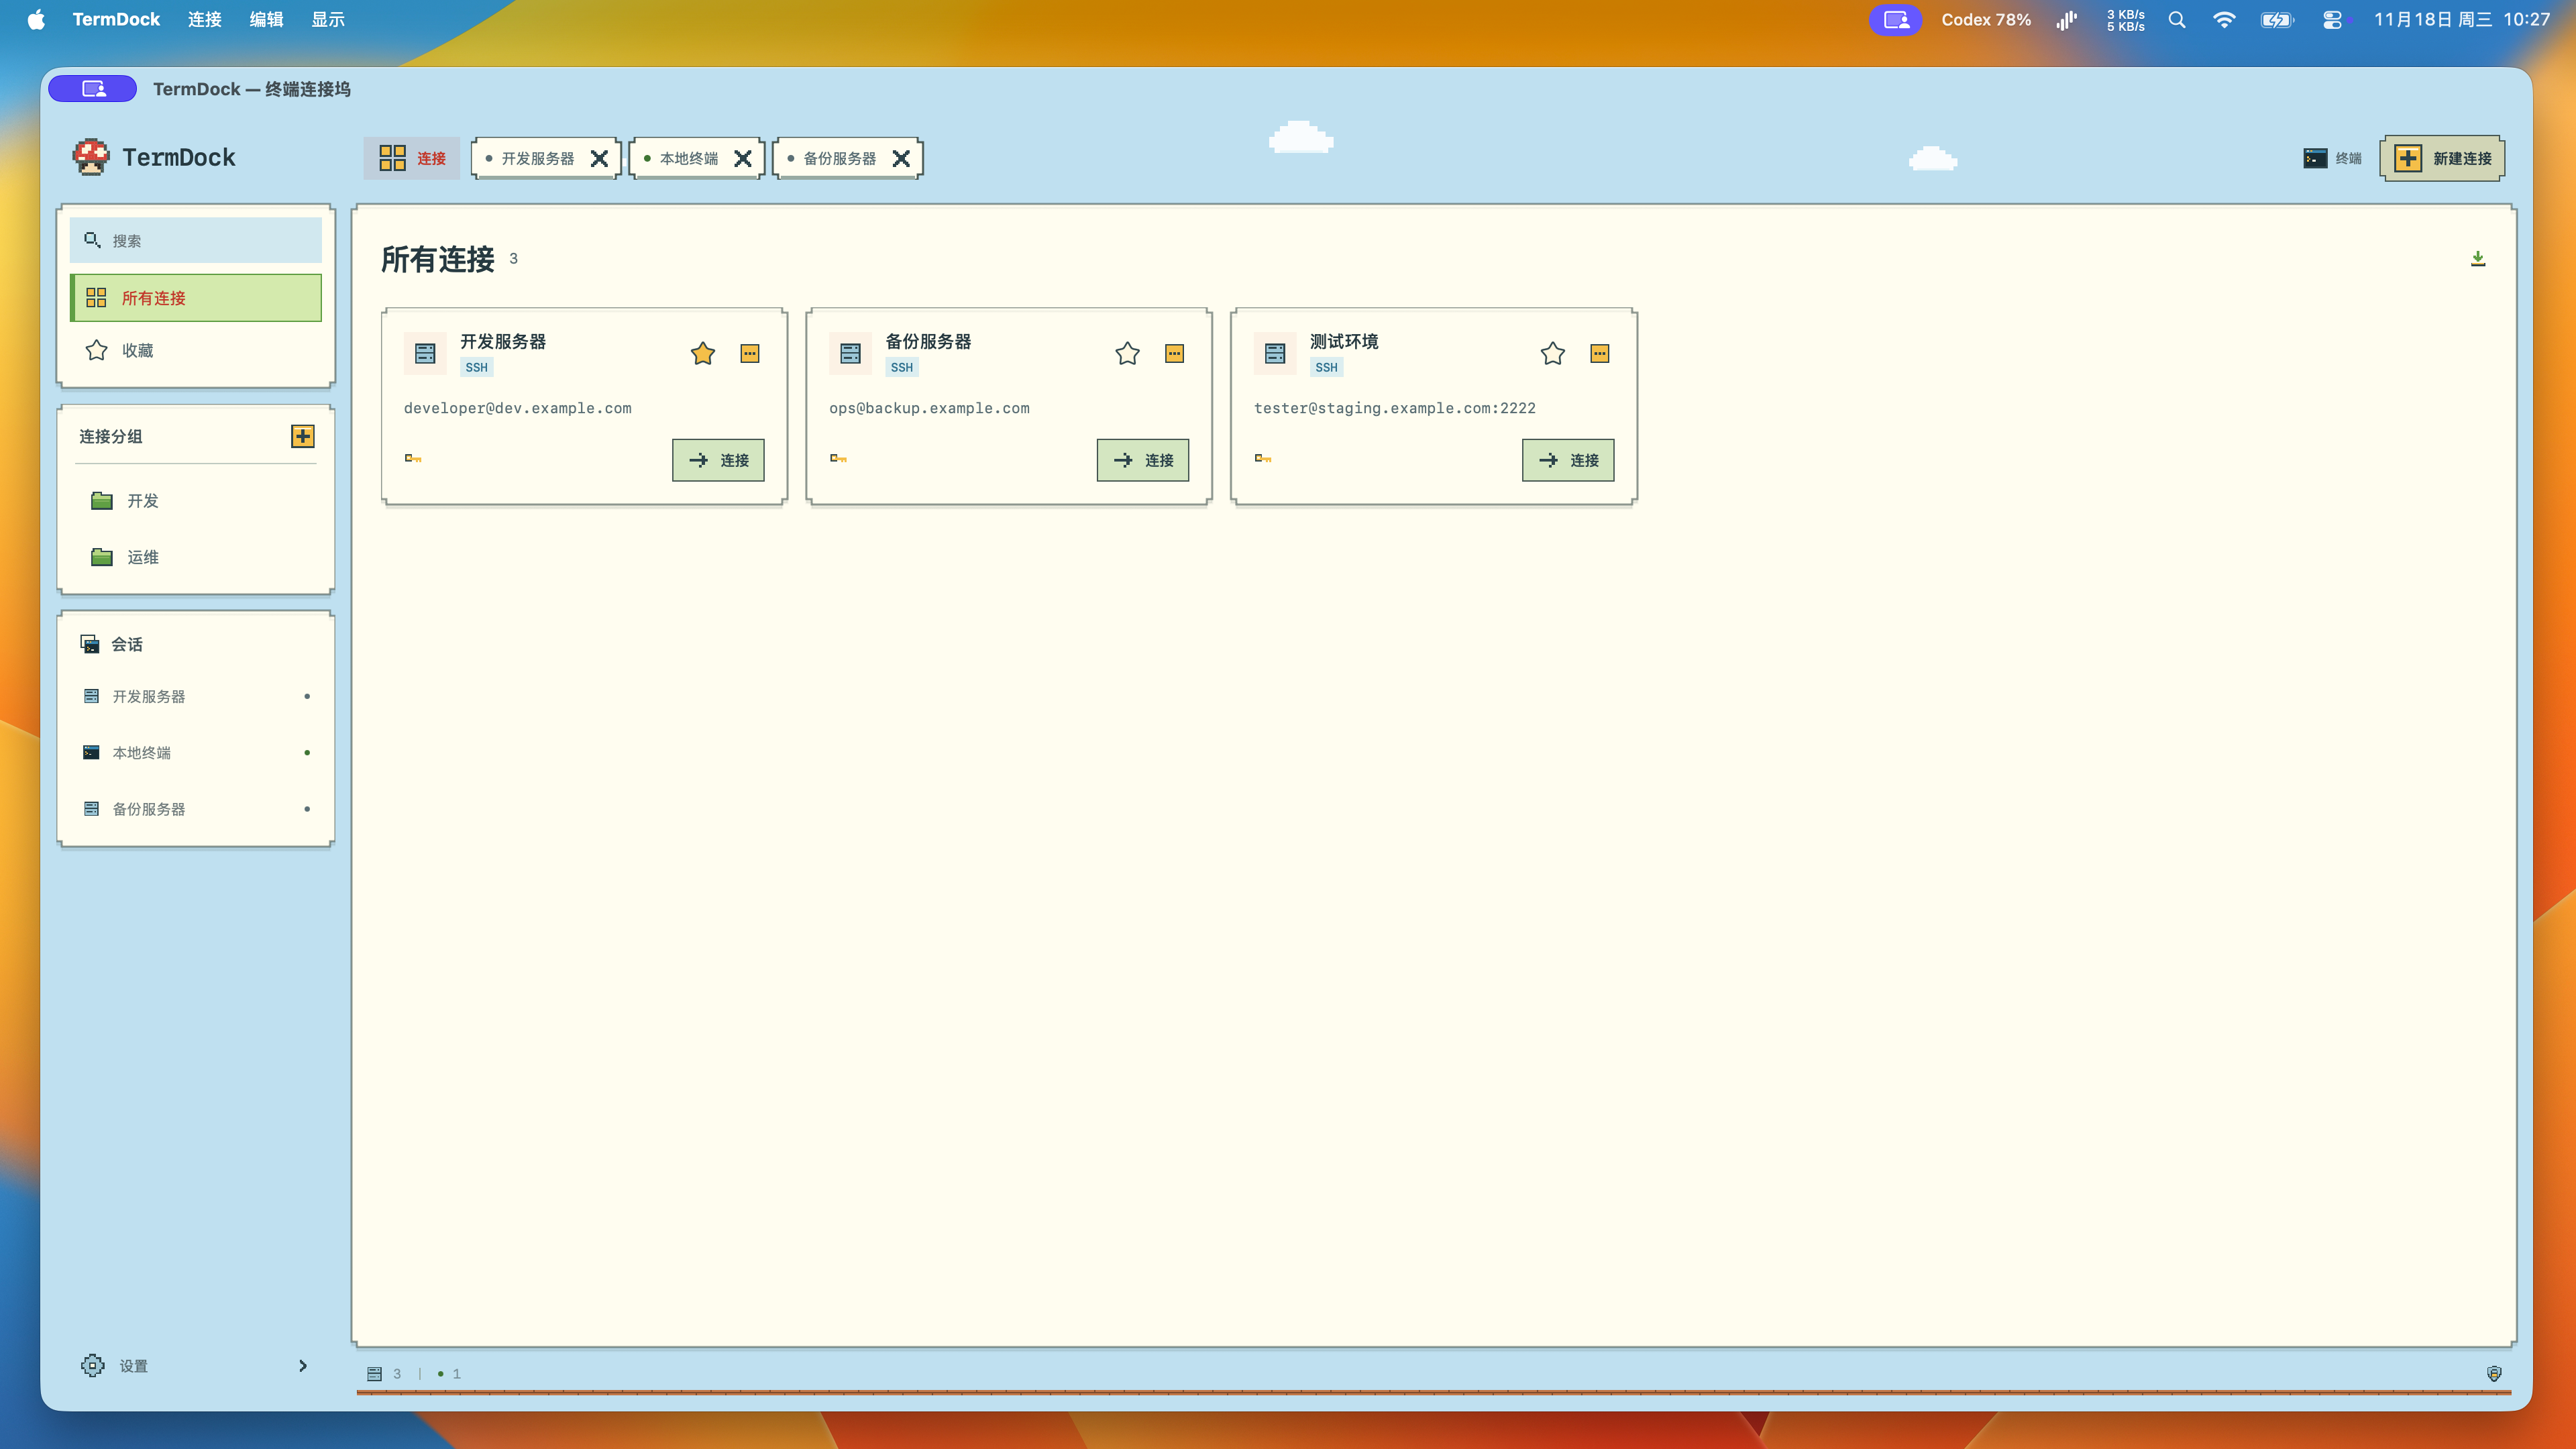 TermDock 连接 编辑 显示
Codex 78% 3 KB/s 5 KB/s 11月18日 周三 10:27
TermDock — 终端连接坞
TermDock
连接 开发服务器 本地终端 备份服务器 终端 新建连接
搜索
所有连接
收藏
连接分组
开发
运维
会话
开发服务器
本地终端
备份服务器
设置
所有连接 3
开发服务器
SSH
developer@dev.example.com
连接
备份服务器
SSH
ops@backup.example.com
连接
测试环境
SSH
tester@staging.example.com:2222
连接
3 | 1